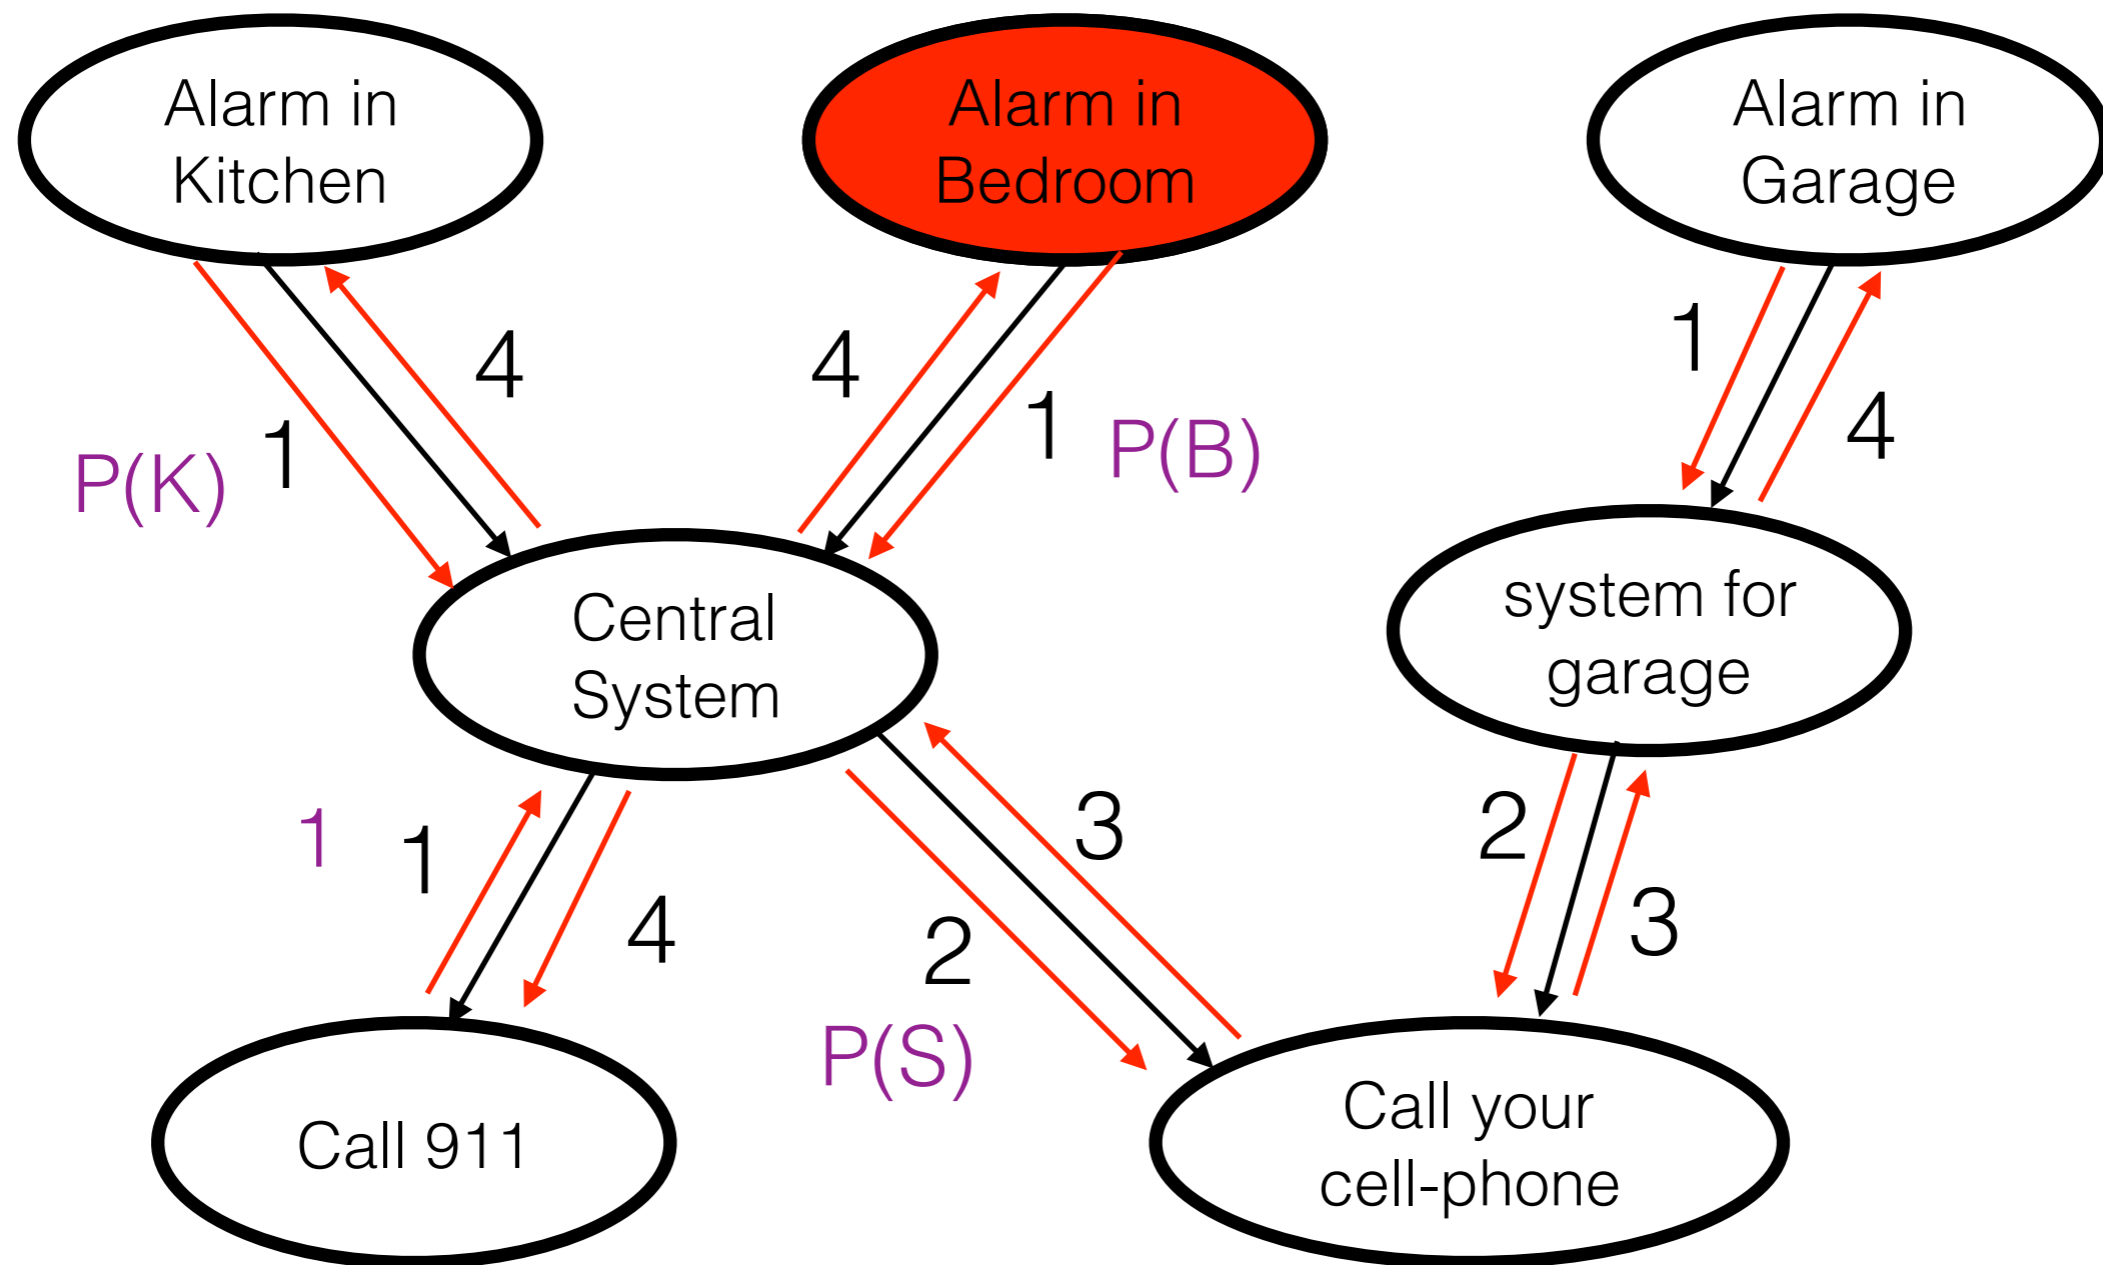 Alarm in
Kitchen
Alarm in
Bedroom
Alarm in
Garage
4
4
1
1
1
4
P(K)
P(B)
Central
System
system for
garage
1
1
4
3
2
2
3
P(S)
Call 911
Call your
cell-phone